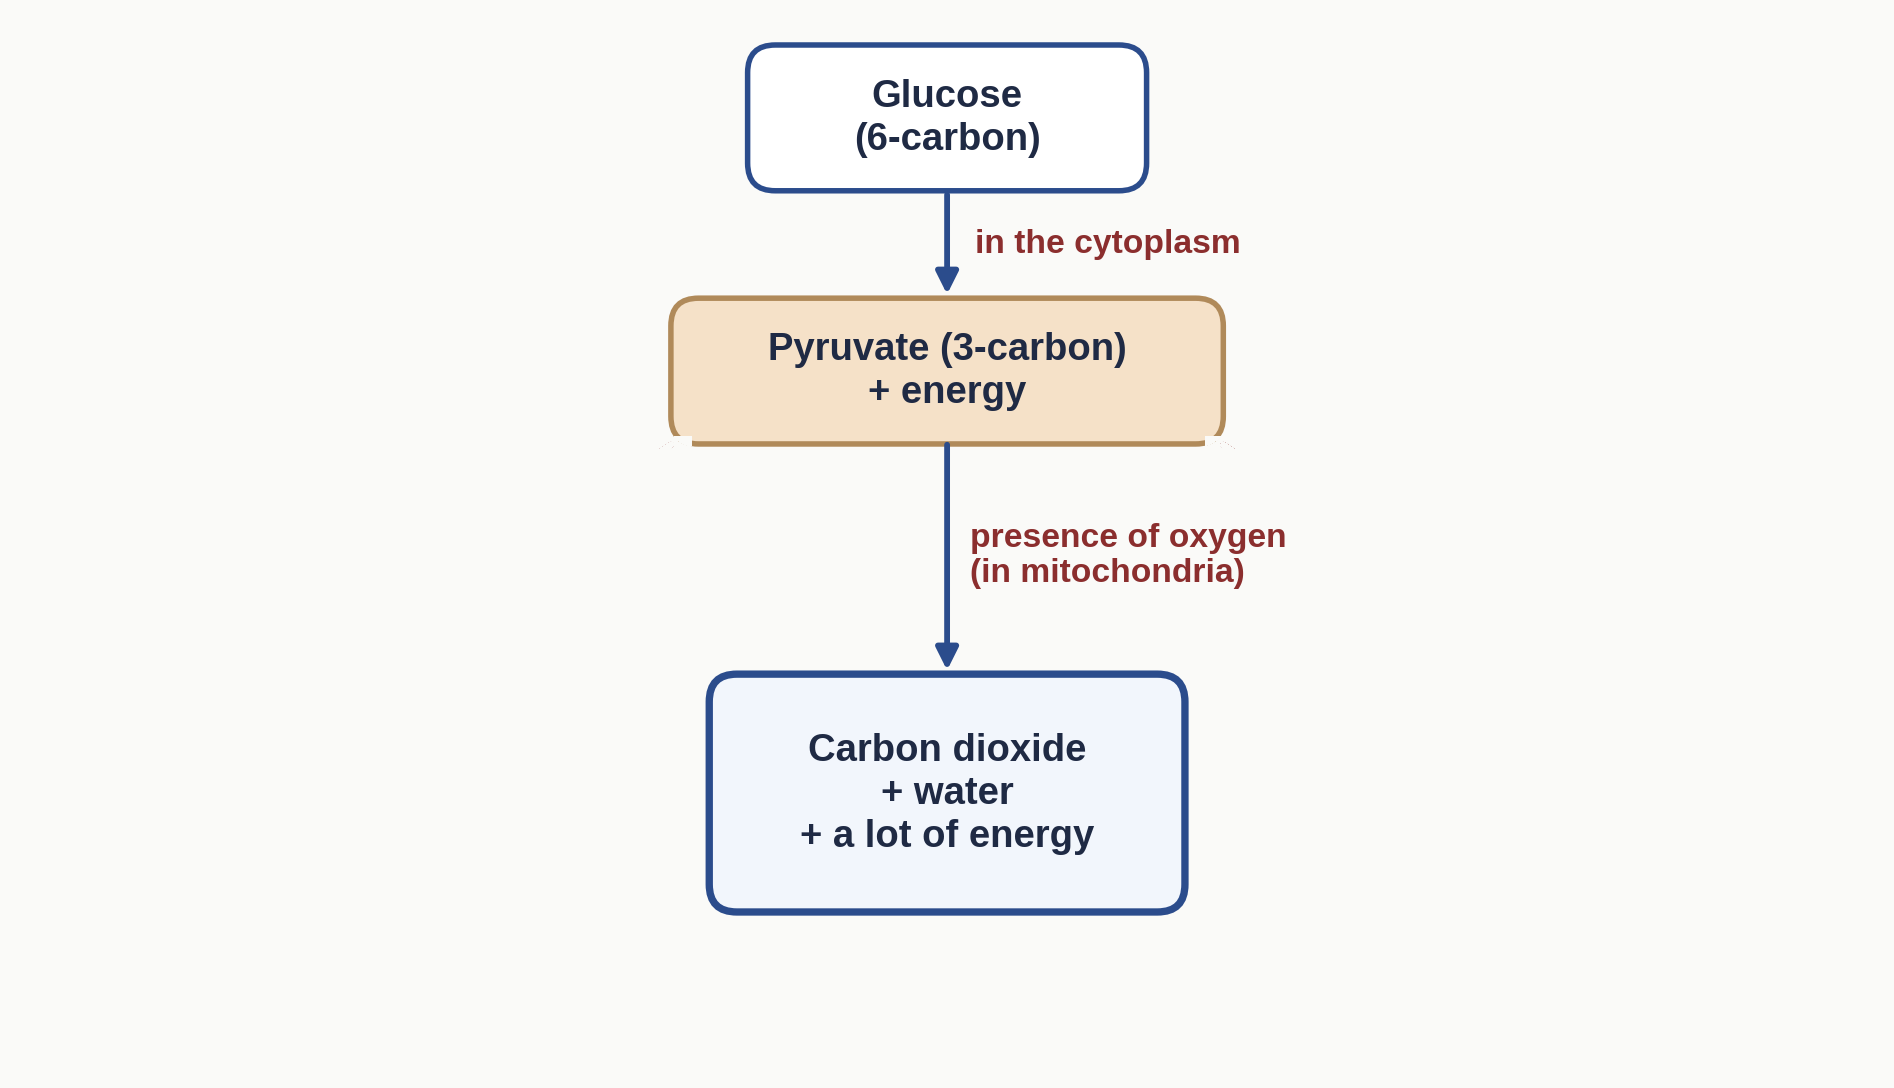 Glucose
(6-carbon)
in the cytoplasm
Pyruvate (3-carbon)
+ energy
presence of oxygen
(in mitochondria)
Carbon dioxide
+ water
+ a lot of energy